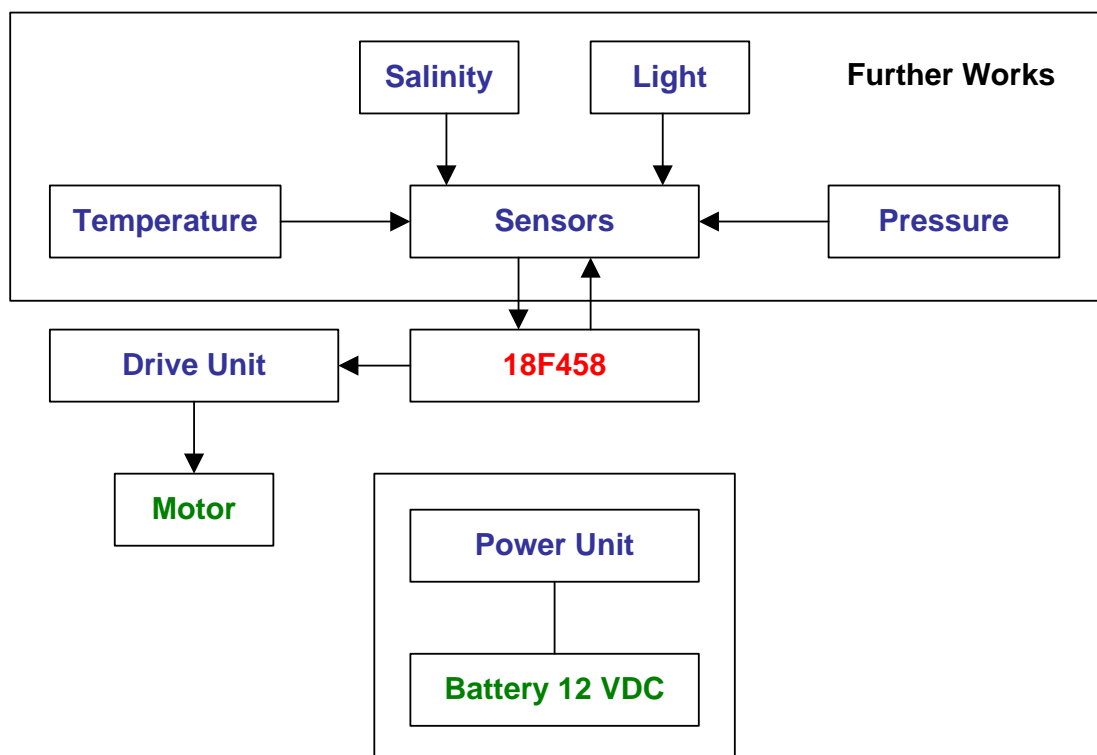 Salinity
Light
Further Works
Temperature
Sensors
Pressure
Drive Unit
18F458
Motor
Power Unit
Battery 12 VDC